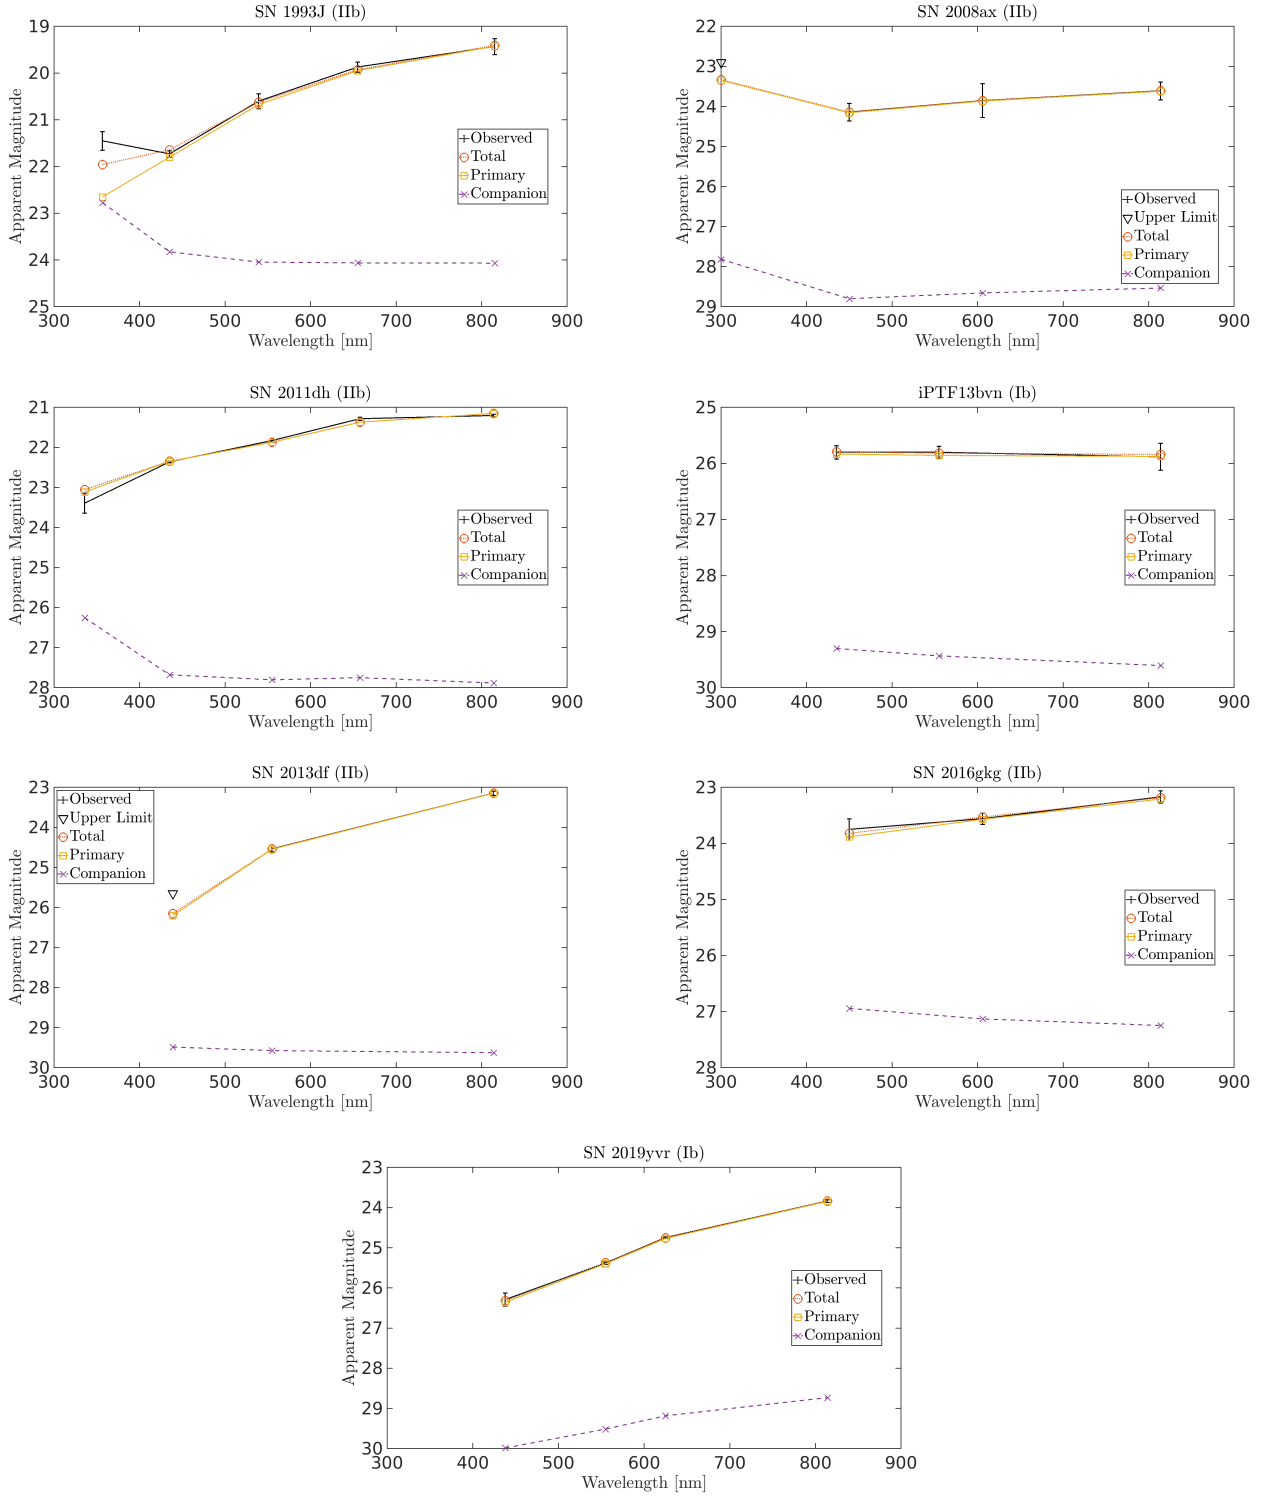 SN 1993J (IIb)
19
20
21
22
23
24
25
Apparent Magnitude
Observed
Total
Primary
Companion
300 400 500 600 700 800 900
Wavelength [nm]
SN 2008ax (IIb)
22
23
24
25
26
27
28
29
Apparent Magnitude
Observed
Upper Limit
Total
Primary
Companion
300 400 500 600 700 800 900
Wavelength [nm]
SN 2011dh (IIb)
21
22
23
24
25
26
27
28
Apparent Magnitude
Observed
Total
Primary
Companion
300 400 500 600 700 800 900
Wavelength [nm]
iPTF13bvn (Ib)
25
26
27
28
29
30
Apparent Magnitude
Observed
Total
Primary
Companion
300 400 500 600 700 800 900
Wavelength [nm]
SN 2013df (IIb)
23
24
25
26
27
28
29
30
Apparent Magnitude
Observed
Upper Limit
Total
Primary
Companion
300 400 500 600 700 800 900
Wavelength [nm]
SN 2016gkg (IIb)
23
24
25
26
27
28
Apparent Magnitude
Observed
Total
Primary
Companion
300 400 500 600 700 800 900
Wavelength [nm]
SN 2019yvr (Ib)
23
24
25
26
27
28
29
30
Apparent Magnitude
Observed
Total
Primary
Companion
300 400 500 600 700 800 900
Wavelength [nm]